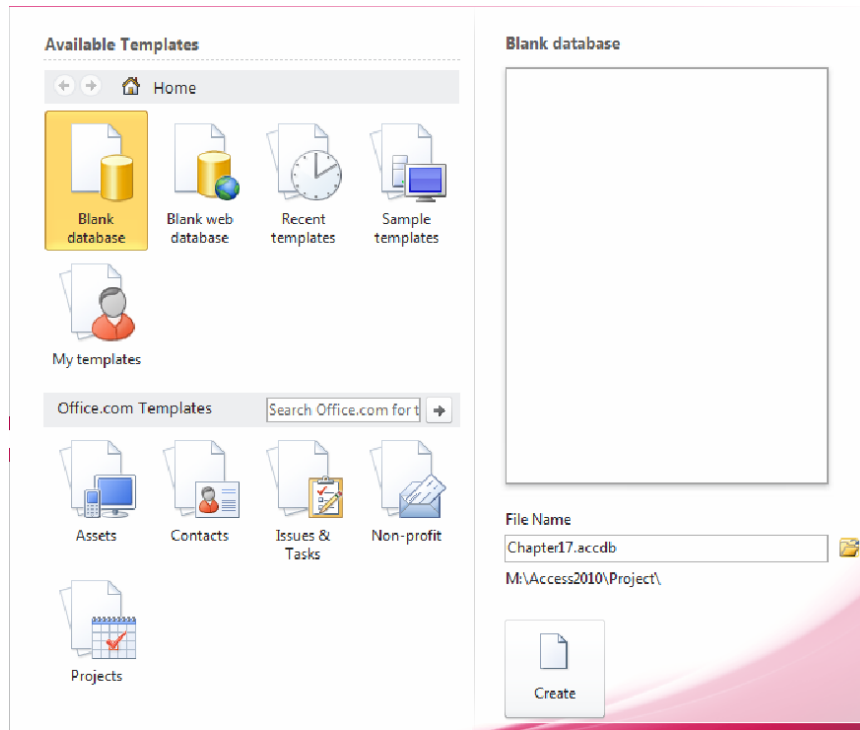 Available Templates
Home
Blank
database
Blank web
database
Recent
templates
Sample
templates
My templates
Office.com Templates
Search Office.com for t
Assets
Contacts
Issues &
Tasks
Non-profit
Projects
Blank database
File Name
Chapter17.accdb
M:\Access2010\Project\
Create